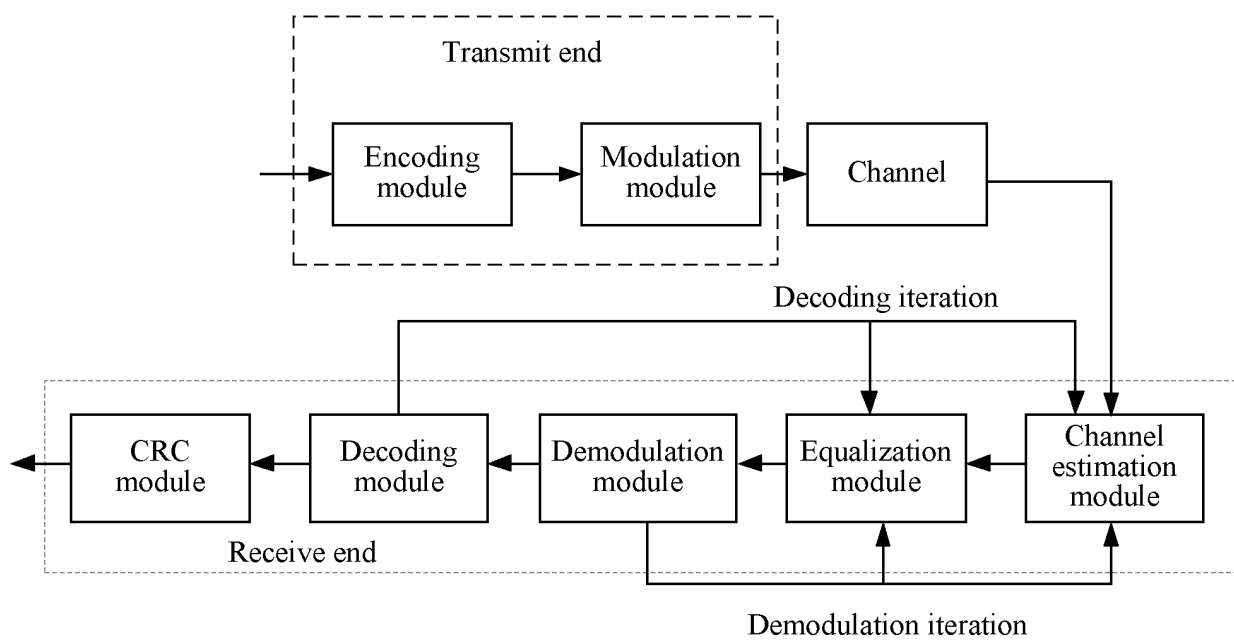 Transmit end
Encoding
module
Modulation
module
Channel
Decoding iteration
CRC
module
Decoding
module
Demodulation
module
Equalization
module
Channel
estimation
module
Receive end
Demodulation iteration